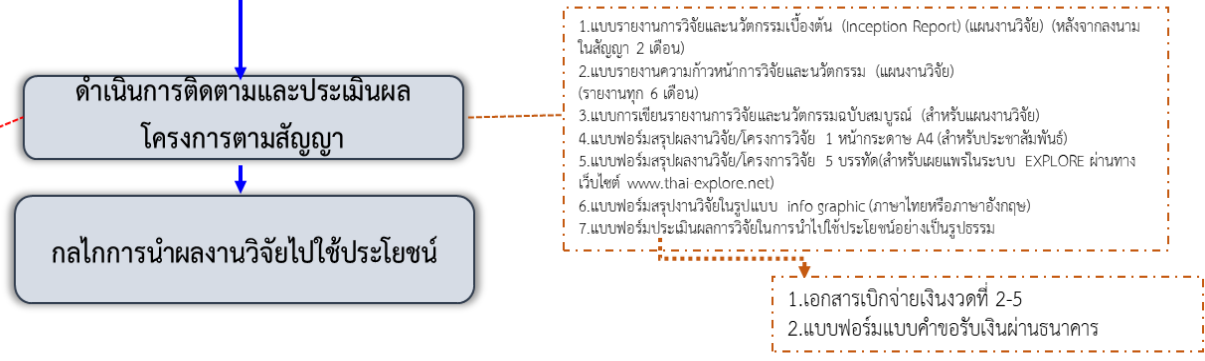 ดำเนินการติดตามและประเมินผล
โครงการตามสัญญา
กลไกการนำผลงานวิจัยไปใช้ประโยชน์
1.แบบรายงานการวิจัยและนวัตกรรมเบื้องต้น (Inception Report) (แผนงานวิจัย) (หลังจากลงนาม
ในสัญญา 2 เดือน)
2.แบบรายงานความก้าวหน้าการวิจัยและนวัตกรรม (แผนงานวิจัย)
(รายงานทุก 6 เดือน)
3.แบบการเขียนรายงานการวิจัยและนวัตกรรมฉบับสมบูรณ์ (สำหรับแผนงานวิจัย)
4.แบบฟอร์มสรุปผลงานวิจัย/โครงการวิจัย 1 หน้ากระดาษ A4 (สำหรับประชาสัมพันธ์)
5.แบบฟอร์มสรุปผลงานวิจัย/โครงการวิจัย 5 บรรทัด(สำหรับเผยแพร่ในระบบ EXPLORE ผ่านทาง
เว็บไซต์ www.thai explore.net)
6.แบบฟอร์มสรุปงานวิจัยในรูปแบบ info graphic (ภาษาไทยหรือภาษาอังกฤษ)
7.แบบฟอร์มประเมินผลการวิจัยในการนำไปใช้ประโยชน์อย่างเป็นรูปธรรม
1.เอกสารเบิกจ่ายเงินงวดที่ 2-5
2.แบบฟอร์มแบบคำขอรับเงินผ่านธนาคาร